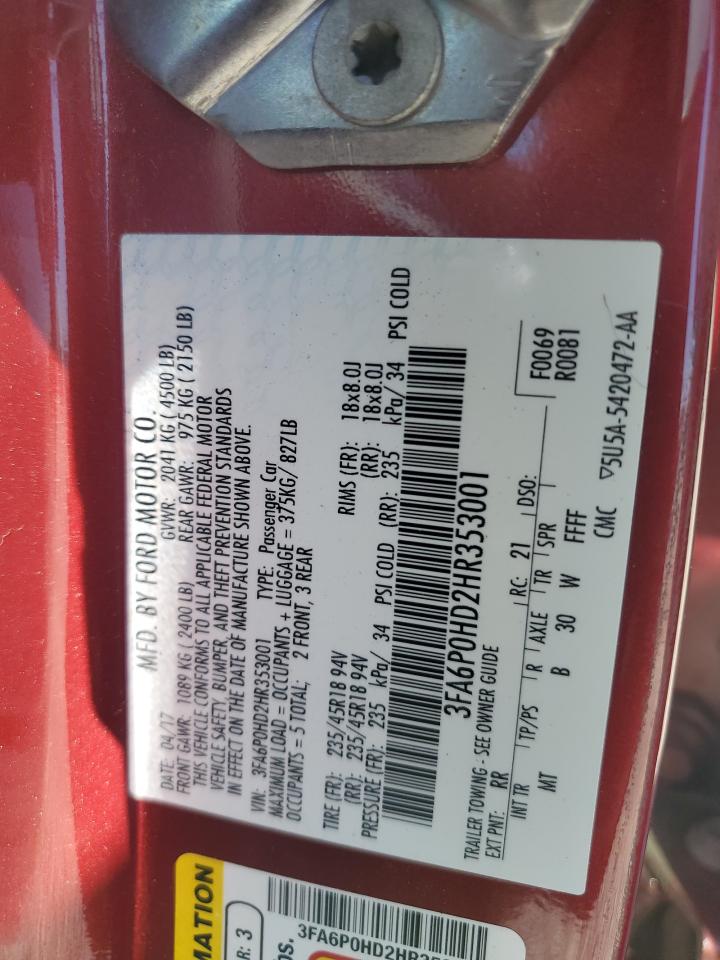 MFD. BY FORD MOTOR CO.
DATE: 04/17 GVWR: 2041 KG ( 4500 LB)
FRONT GAWR: 1089 KG ( 2400 LB) REAR GAWR: 975 KG ( 2150 LB)
THIS VEHICLE CONFORMS TO ALL APPLICABLE FEDERAL MOTOR
VEHICLE SAFETY, BUMPER, AND THEFT PREVENTION STANDARDS
IN EFFECT ON THE DATE OF MANUFACTURE SHOWN ABOVE.
VIN: 3FA6P0HD2HR353001 TYPE: Passenger Car
MAXIMUM LOAD = OCCUPANTS + LUGGAGE = 375KG/ 827LB
OCCUPANTS = 5 TOTAL; 2 FRONT, 3 REAR
TIRE (FR): 235/45R18 94V RIMS (FR): 18x8.0J
(RR): 235/45R18 94V (RR): 18x8.0J
PRESSURE (FR): 235 kPa/ 34 PSI COLD (RR): 235 kPa/ 34 PSI COLD
3FA6P0HD2HR353001
TRAILER TOWING - SEE OWNER GUIDE
EXT PNT: RR RC: 21 DSO: F0069
R0081
INT TR TP/PS R AXLE TR SPR
MT B 30 W FFFF
CMC ▽5U5A-5420472-AA
MATION
R: 3
os.
3FA6P0HD2HR35